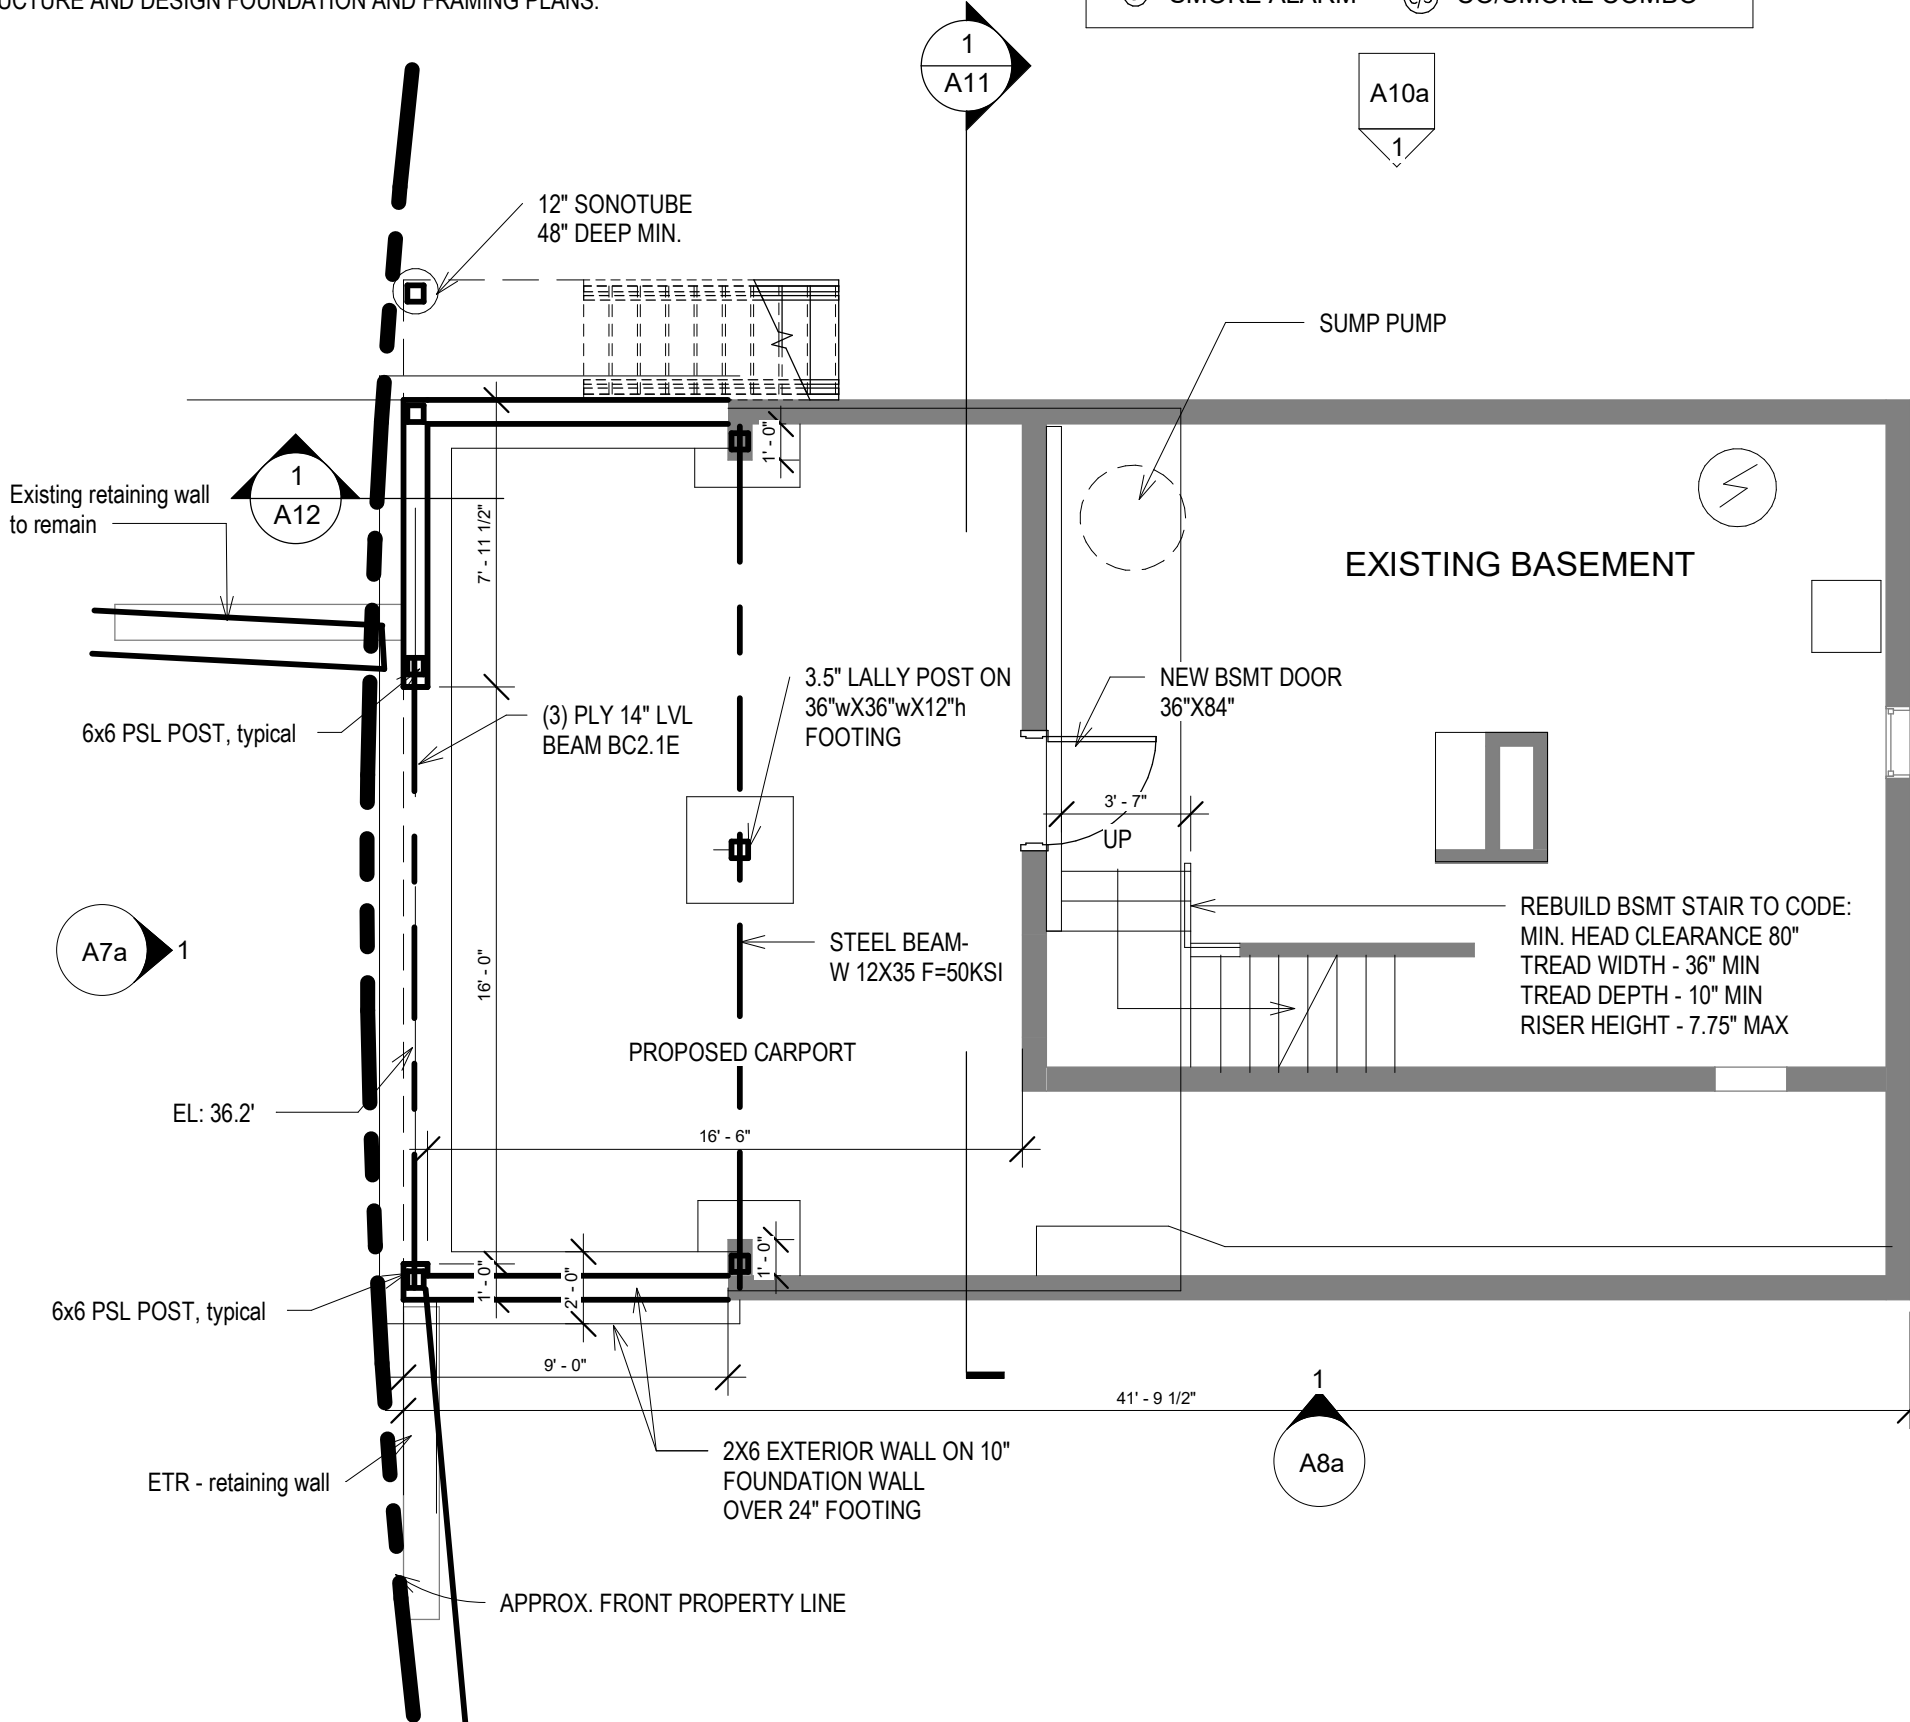 UCTURE AND DESIGN FOUNDATION AND FRAMING PLANS.
SMOKE ALARM
CO/SMOKE COMBO
1
A11
A10a
1
12" SONOTUBE
48" DEEP MIN.
SUMP PUMP
1' - 0"
1
A12
Existing retaining wall
to remain
7' - 11 1/2"
EXISTING BASEMENT
3.5" LALLY POST ON
36"wX36"wX12"h
FOOTING
NEW BSMT DOOR
36"X84"
6x6 PSL POST, typical
(3) PLY 14" LVL
BEAM BC2.1E
3' - 7"
UP
REBUILD BSMT STAIR TO CODE:
MIN. HEAD CLEARANCE 80"
TREAD WIDTH - 36" MIN
TREAD DEPTH - 10" MIN
RISER HEIGHT - 7.75" MAX
A7a
1
STEEL BEAM-
W 12X35 F=50KSI
16' - 0"
PROPOSED CARPORT
EL: 36.2'
16' - 6"
1' - 0"
1' - 0"
2' - 0"
6x6 PSL POST, typical
9' - 0"
41' - 9 1/2"
1
A8a
2X6 EXTERIOR WALL ON 10"
FOUNDATION WALL
OVER 24" FOOTING
ETR - retaining wall
APPROX. FRONT PROPERTY LINE